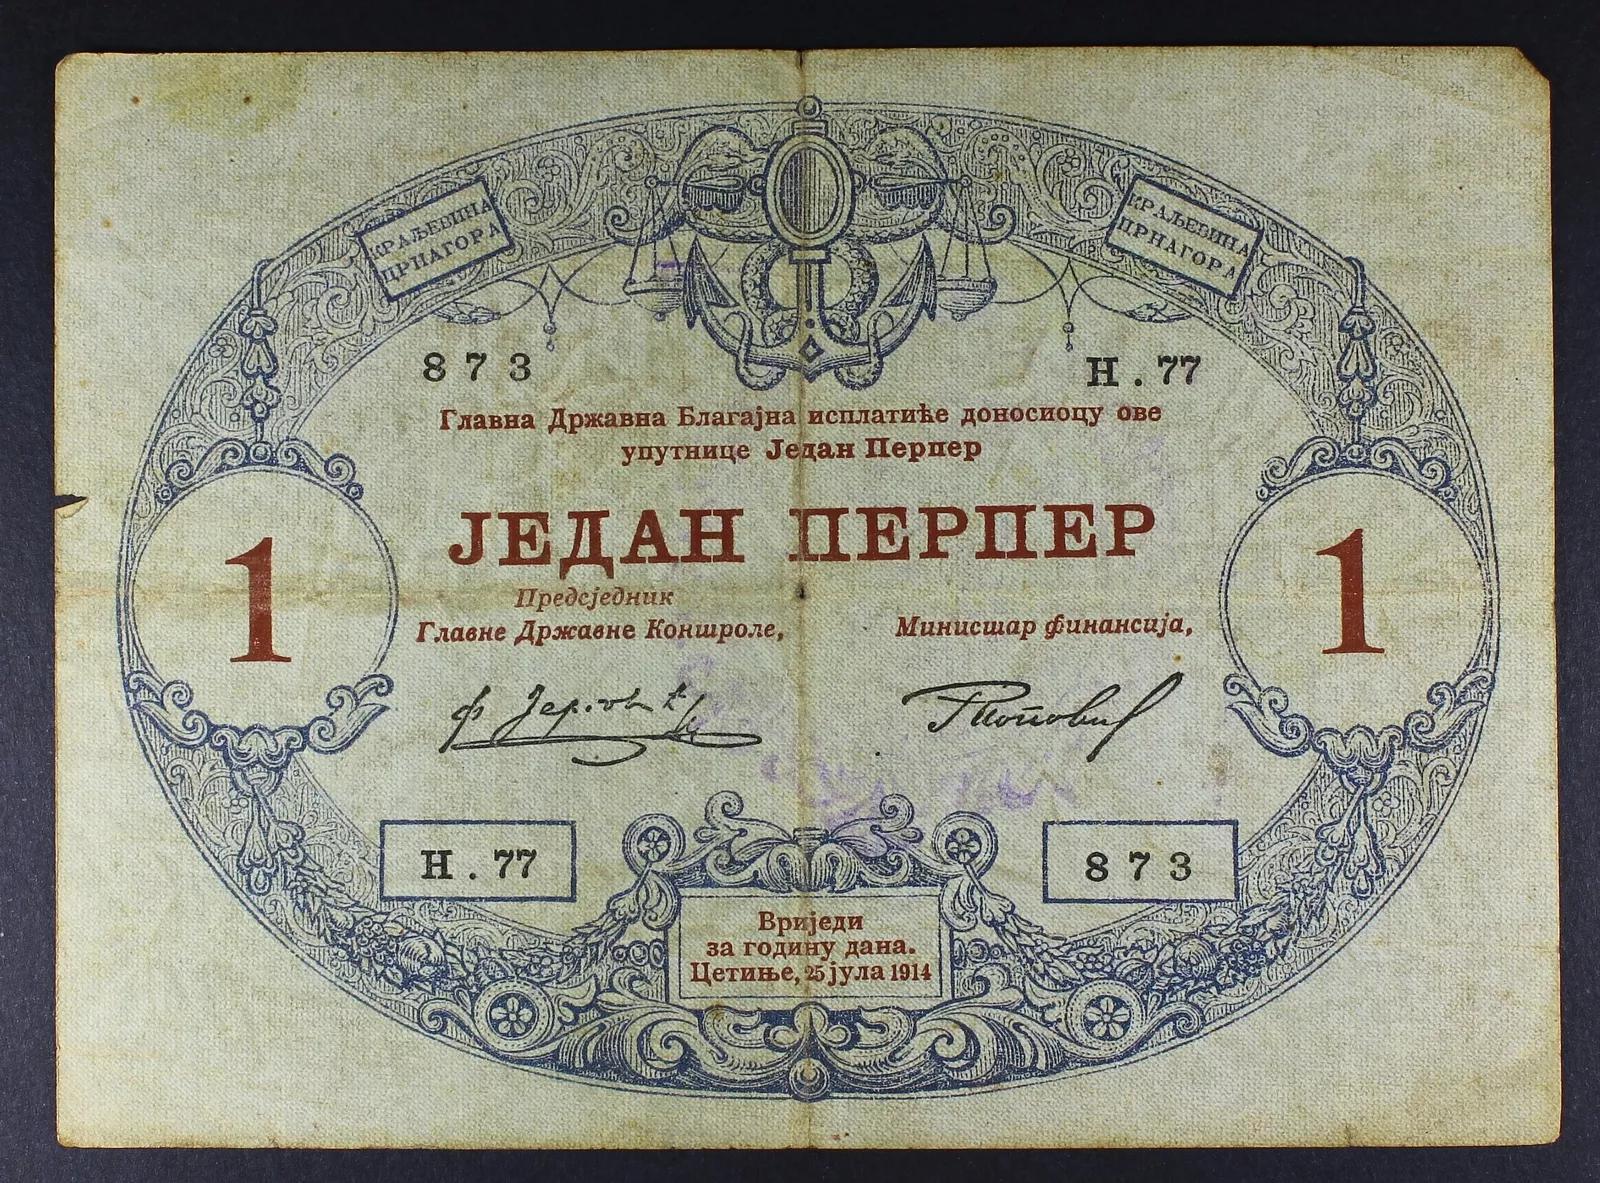 КРАЉЕВИНА
ЦРНАГОРА
КРАЉЕВИНА
ЦРНАГОРА
873
Н.77
Главна Државна Благајна исплатиће доносиоцу ове
упутнице Један Перпер
ЈЕДАН ПЕРПЕР
1
1
Предсједник
Главне Државне Контроле,
Министар финансија,
Н.77
873
Вриједи
за годину дана.
Цетиње, 25 јула 1914